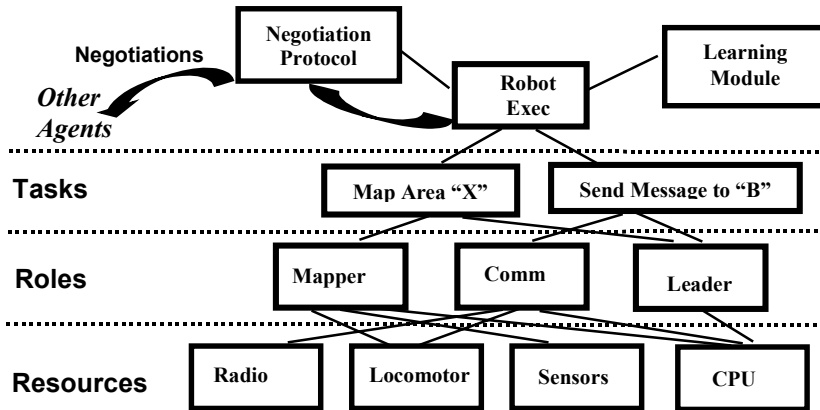 Negotiations
Negotiation
Protocol
Learning
Module
Robot
Exec
Other
Agents
Tasks
Map Area “X”
Send Message to “B”
Roles
Mapper
Comm
Leader
Resources
Radio
Locomotor
Sensors
CPU